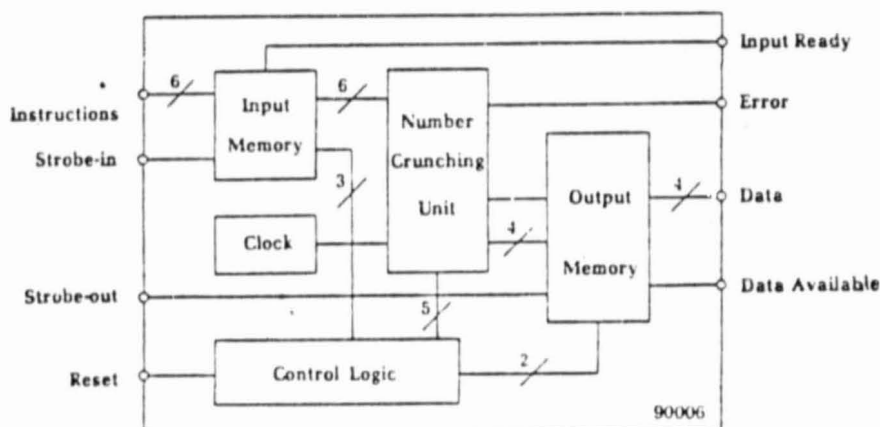 Input Ready
6
6
Instructions
Input
Memory
Number
Crunching
Unit
Error
Strobe-in
3
Output
Memory
4
Data
Clock
4
Strobe-out
5
Data Available
Reset
Control Logic
2
90006